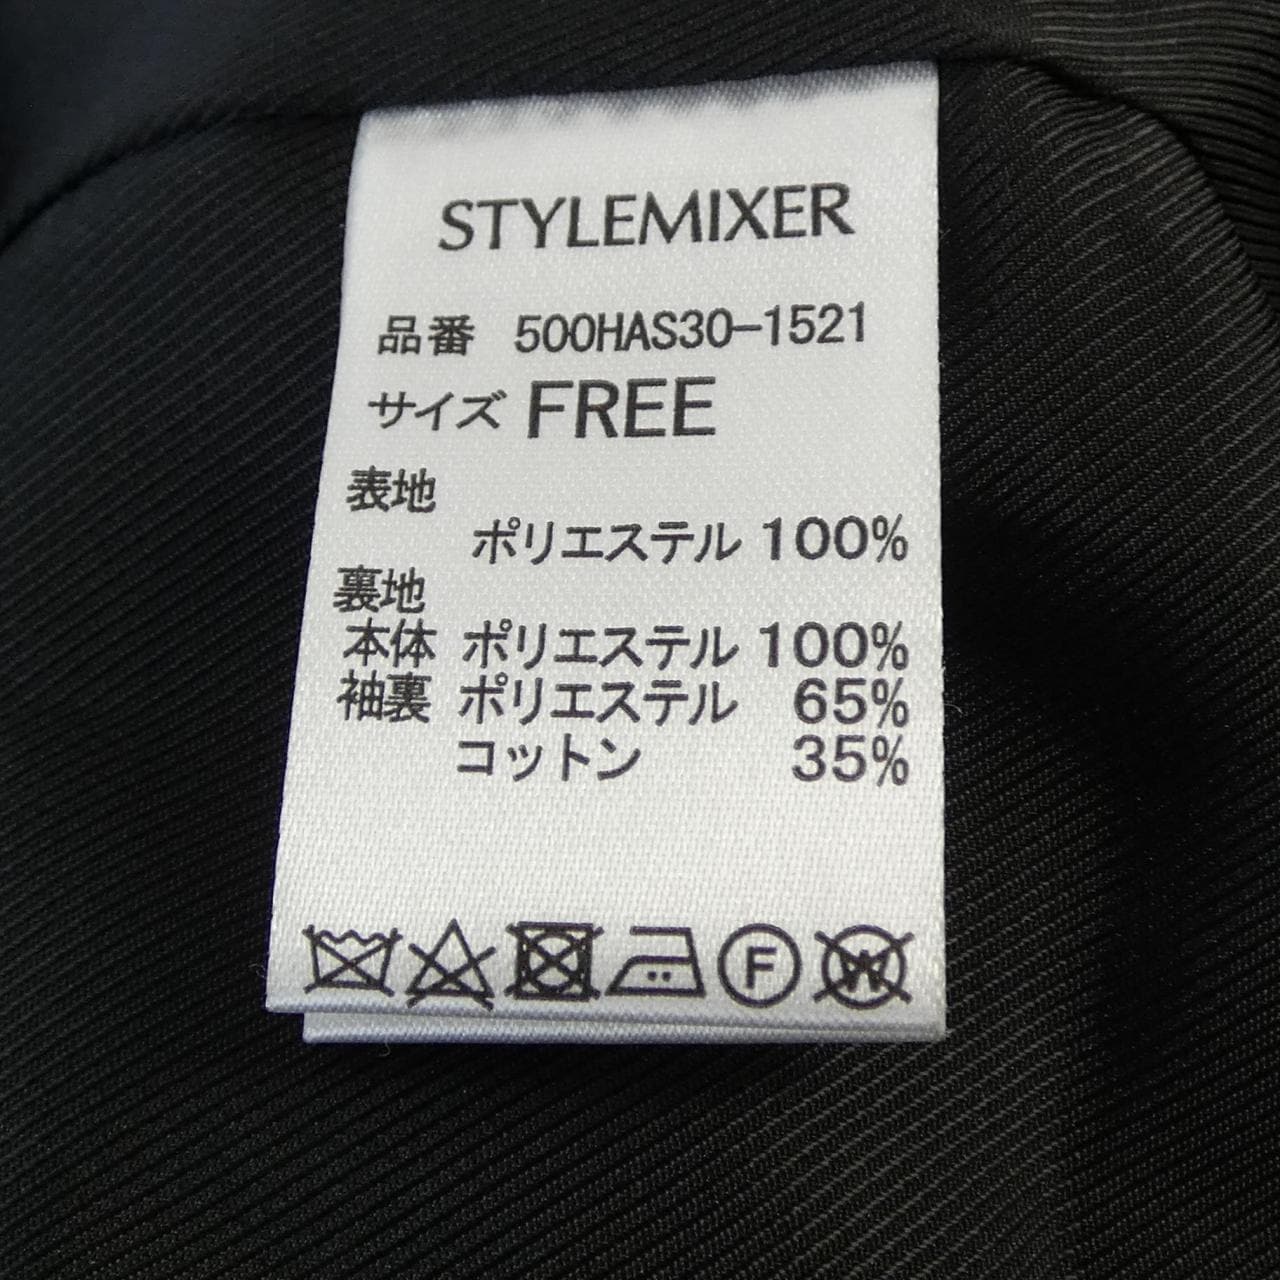 STYLEMIXER
品番 500HAS30-1521
サイズ FREE
表地
ポリエステル 100%
裏地
本体 ポリエステル 100%
袖裏 ポリエステル 65%
コットン 35%
F W